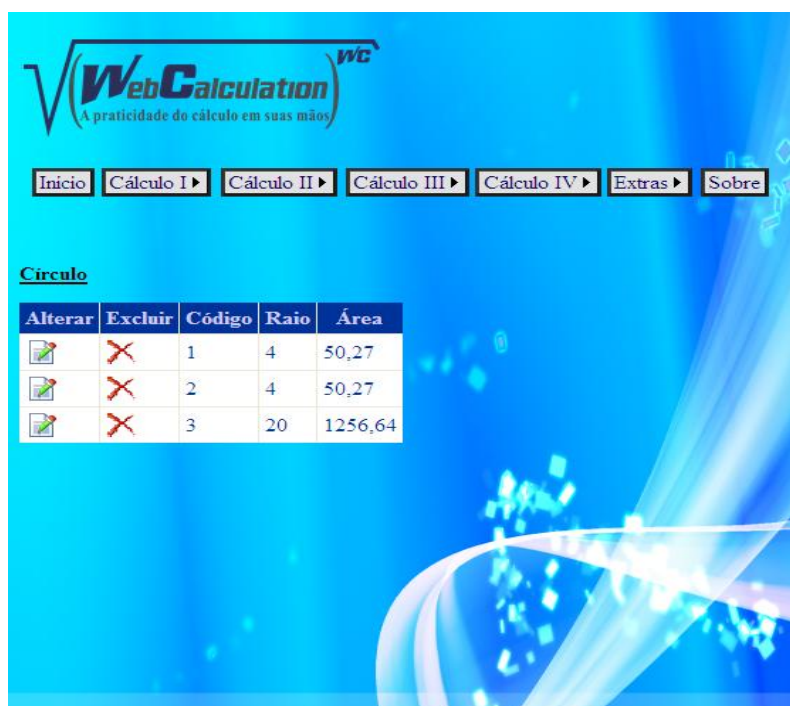 WebCalculation WC
A praticidade do cálculo em suas mãos
Início Cálculo I Cálculo II Cálculo III Cálculo IV Extras Sobre
Círculo
Alterar Excluir Código Raio Área
1 4 50,27
2 4 50,27
3 20 1256,64